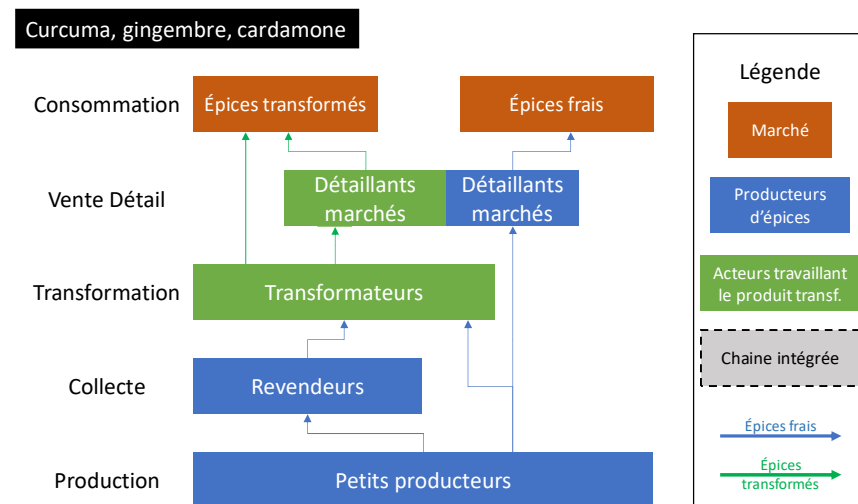 Curcuma, gingembre, cardamone
Consommation
Épices transformés
Épices frais
Vente Détail
Détaillants
marchés
Détaillants
marchés
Transformation
Transformateurs
Collecte
Revendeurs
Production
Petits producteurs
Légende
Marché
Producteurs
d'épices
Acteurs travaillant
le produit transf.
Chaine intégrée
Épices frais
Épices
transformés